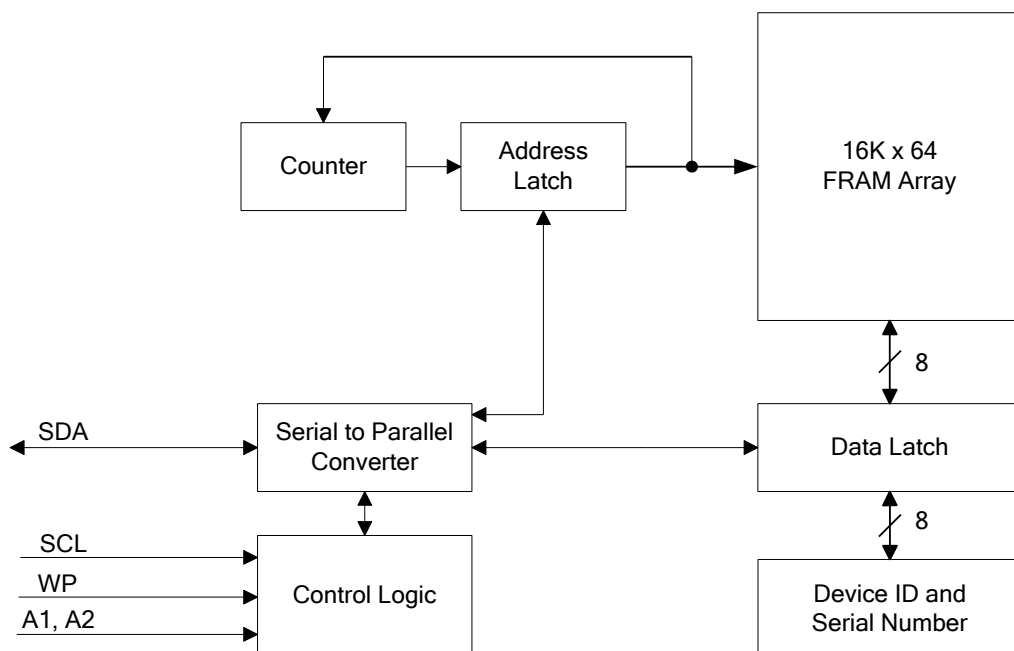 Counter
Address
Latch
16K x 64
FRAM Array
8
SDA
Serial to Parallel
Converter
Data Latch
8
SCL
WP
A1, A2
Control Logic
Device ID and
Serial Number